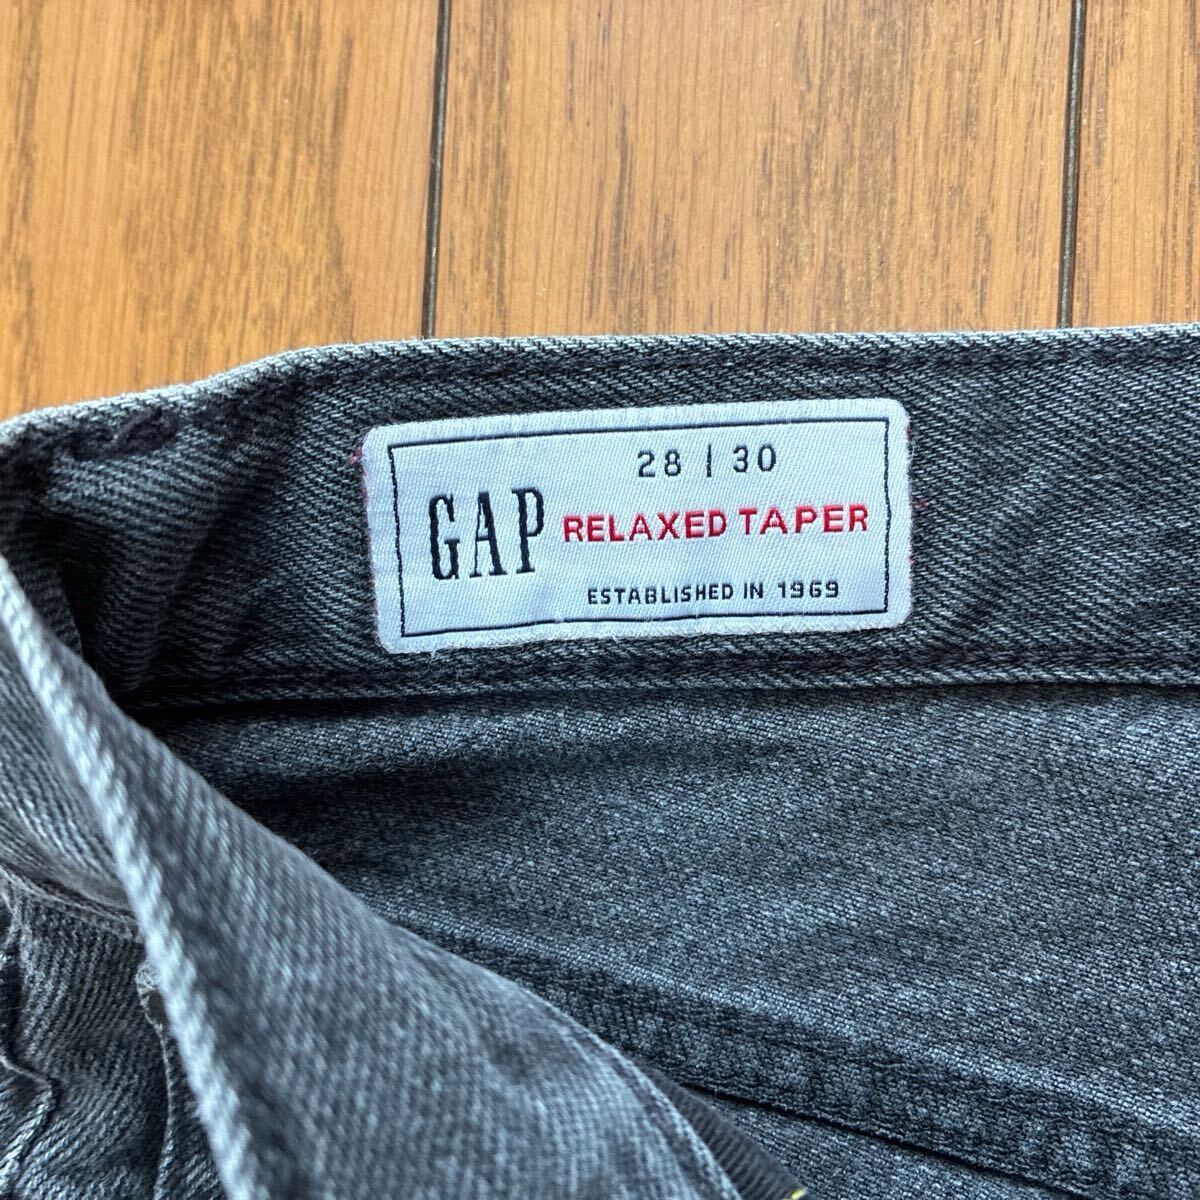 28 | 30
GAP RELAXED TAPER
ESTABLISHED IN 1969